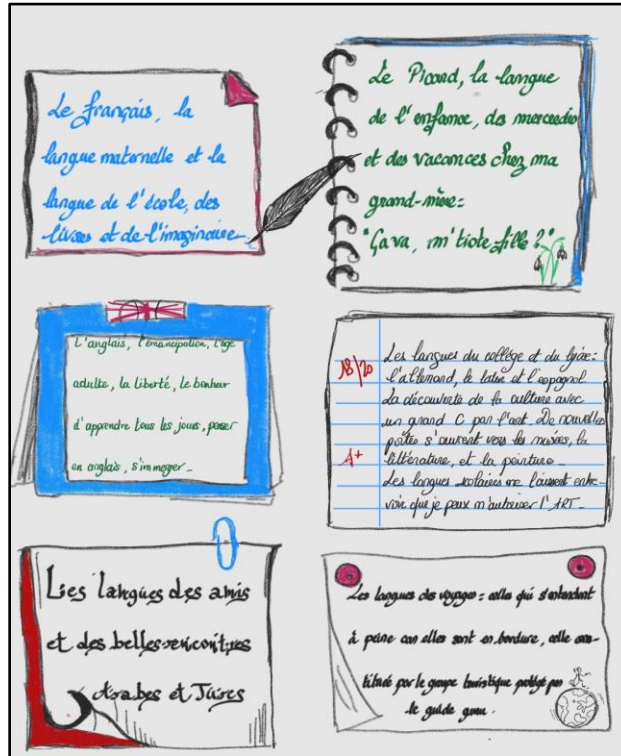 Le français, la
langue maternelle et la
langue de l'école, des
livres et de l'imaginaire
Le Picard, la langue
de l'enfance, des mercredis
et des vacances chez ma
grand-mère :
"Ça va, m'tiote fille ?"
L'anglais, l'émancipation, l'âge
adulte, la liberté, le bonheur
d'apprendre tous les jours, penser
en anglais, s'immerger
18/20
A+
Les langues du collège et du lycée :
l'allemand, le latin et l'espagnol
La découverte de la culture avec
un grand C par l'art. De nouvelles
portes s'ouvrent vers les musées, la
littérature, et la peinture
Les langues scolaires me laissent entre-
voir que je peux m'autoriser l'ART
Les langues des amis
et des belles rencontres
Arabes et Turcs
Les langues des voyages : celles qui s'entendent
à peine car elles sont en bordure, celle cons-
tituée par le groupe touristique protégé par
le guide